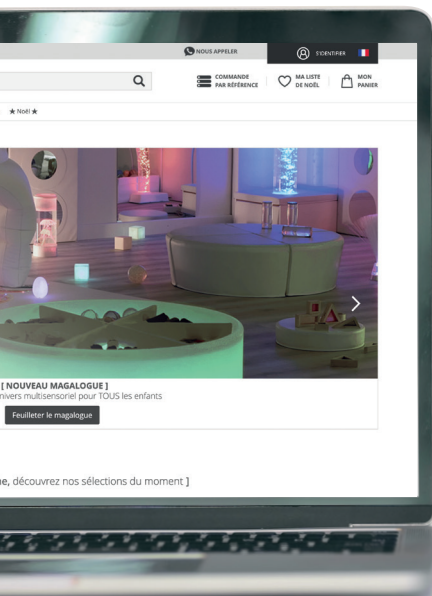 NOUS APPELER
S'IDENTIFIER
COMMANDE
PAR RÉFÉRENCE
MA LISTE
DE NOËL
MON
PANIER
★ Noël ★
[ NOUVEAU MAGALOGUE ]
nivers multisensoriel pour TOUS les enfants
Feuilleter le magalogue
ne, découvrez nos sélections du moment ]